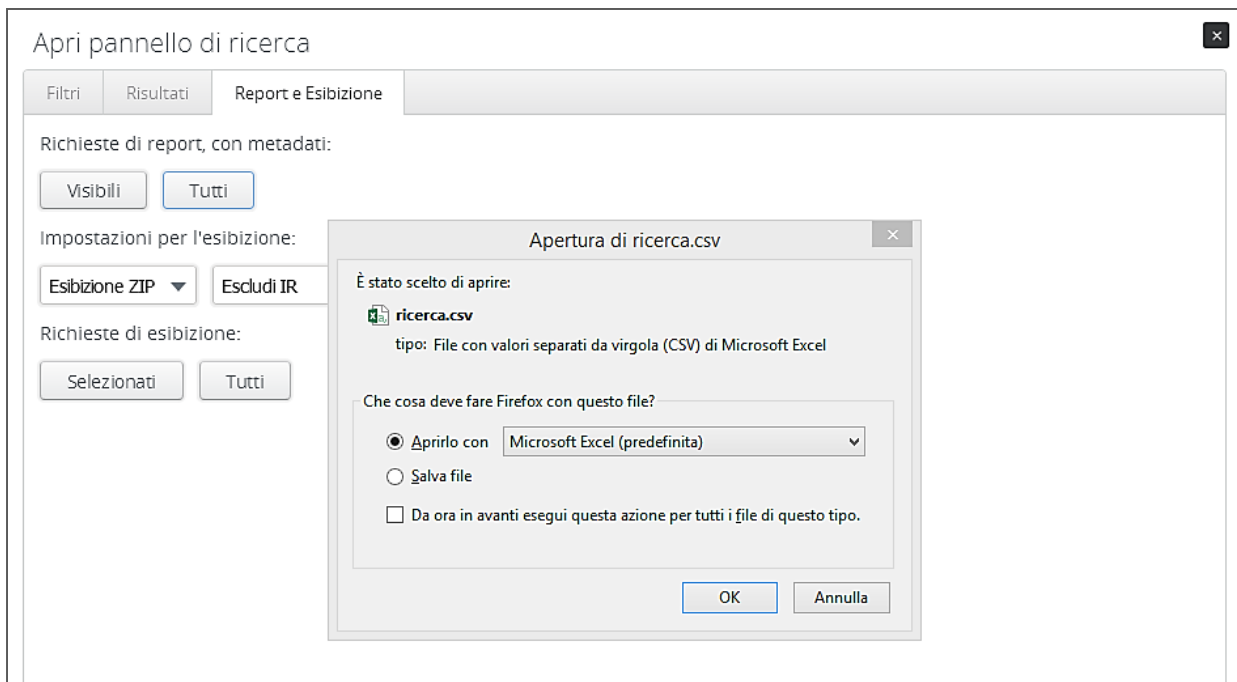 Apri pannello di ricerca
Filtri Risultati Report e Esibizione
Richieste di report, con metadati:
Visibili Tutti
Impostazioni per l'esibizione:
Esibizione ZIP Escludi IR
Richieste di esibizione:
Selezionati Tutti
Apertura di ricerca.csv
È stato scelto di aprire:
ricerca.csv
tipo: File con valori separati da virgola (CSV) di Microsoft Excel
Che cosa deve fare Firefox con questo file?
Aprirlo con Microsoft Excel (predefinita)
Salva file
Da ora in avanti esegui questa azione per tutti i file di questo tipo.
OK Annulla